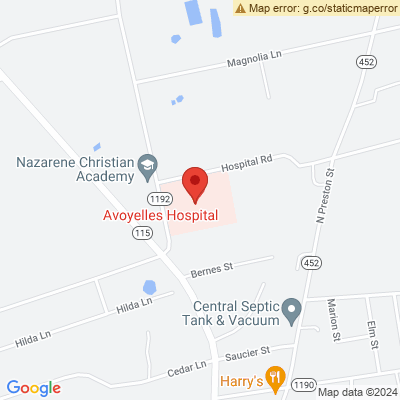 Map error: g.co/staticmaperror
Magnolia Ln
452
Hospital Rd
Nazarene Christian
Academy
1192
N Preston St
Avoyelles Hospital
115
452
Bernes St
Hilda Ln
Central Septic
Tank & Vacuum
Marion St
Elm St
Hilda Ln
Saucier St
Cedar Ln
Harry's
1190
Google
Map data ©2024